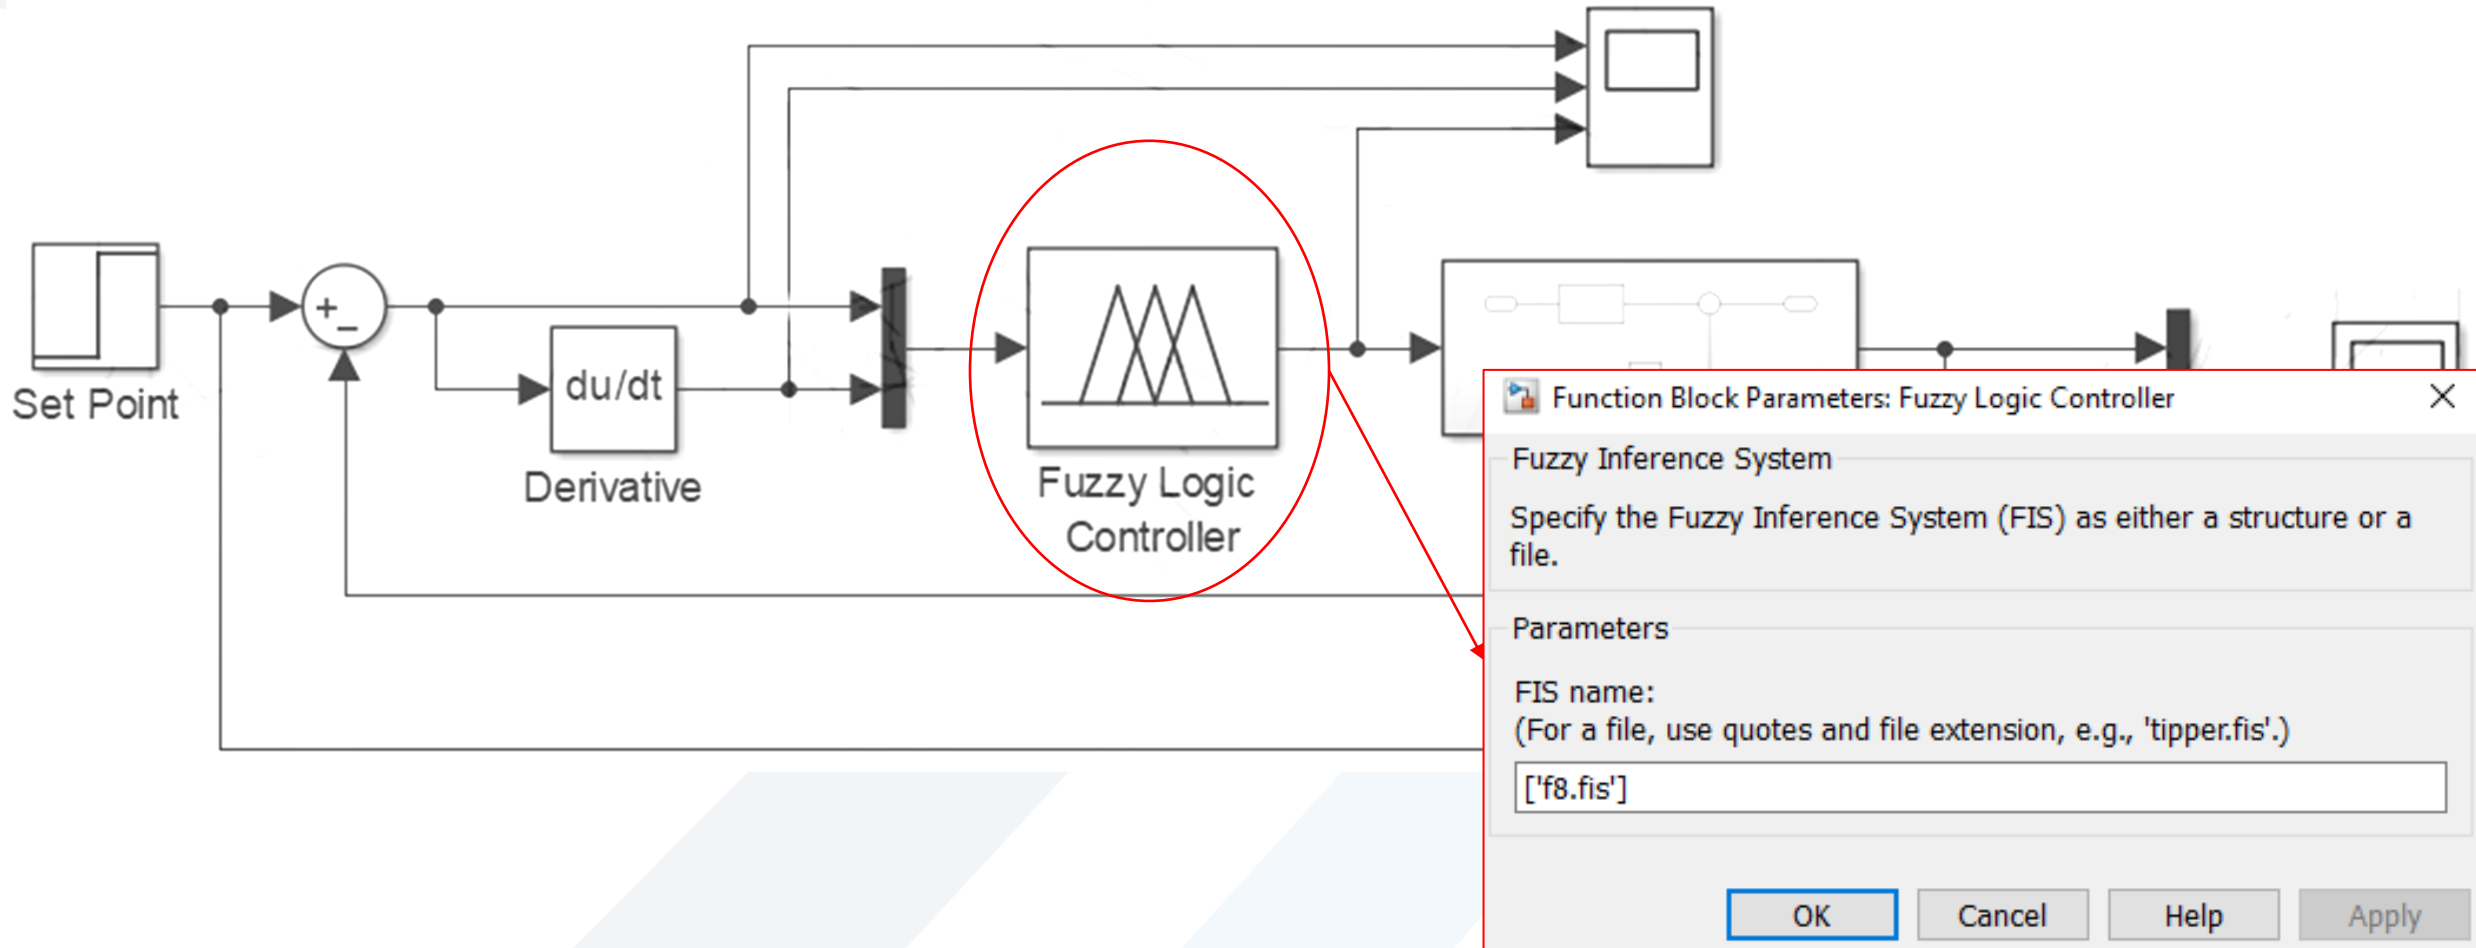 +
−
Set Point
du/dt
Derivative
Fuzzy Logic
Controller
Function Block Parameters: Fuzzy Logic Controller
Fuzzy Inference System
Specify the Fuzzy Inference System (FIS) as either a structure or a
file.
Parameters
FIS name:
(For a file, use quotes and file extension, e.g., 'tipper.fis'.)
['f8.fis']
OK
Cancel
Help
Apply